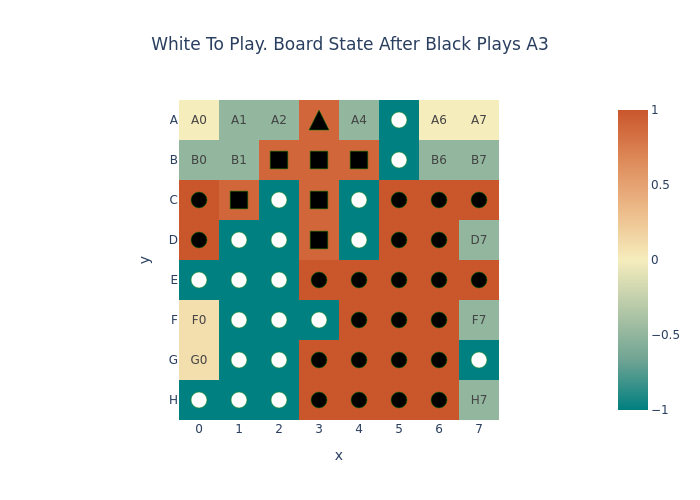 White To Play. Board State After Black Plays A3
A A0 A1 A2 A4 A6 A7
B B0 B1 B6 B7
C
D D7
E
F F0 F7
G G0
H H7
0 1 2 3 4 5 6 7
x
y
1
0.5
0
−0.5
−1